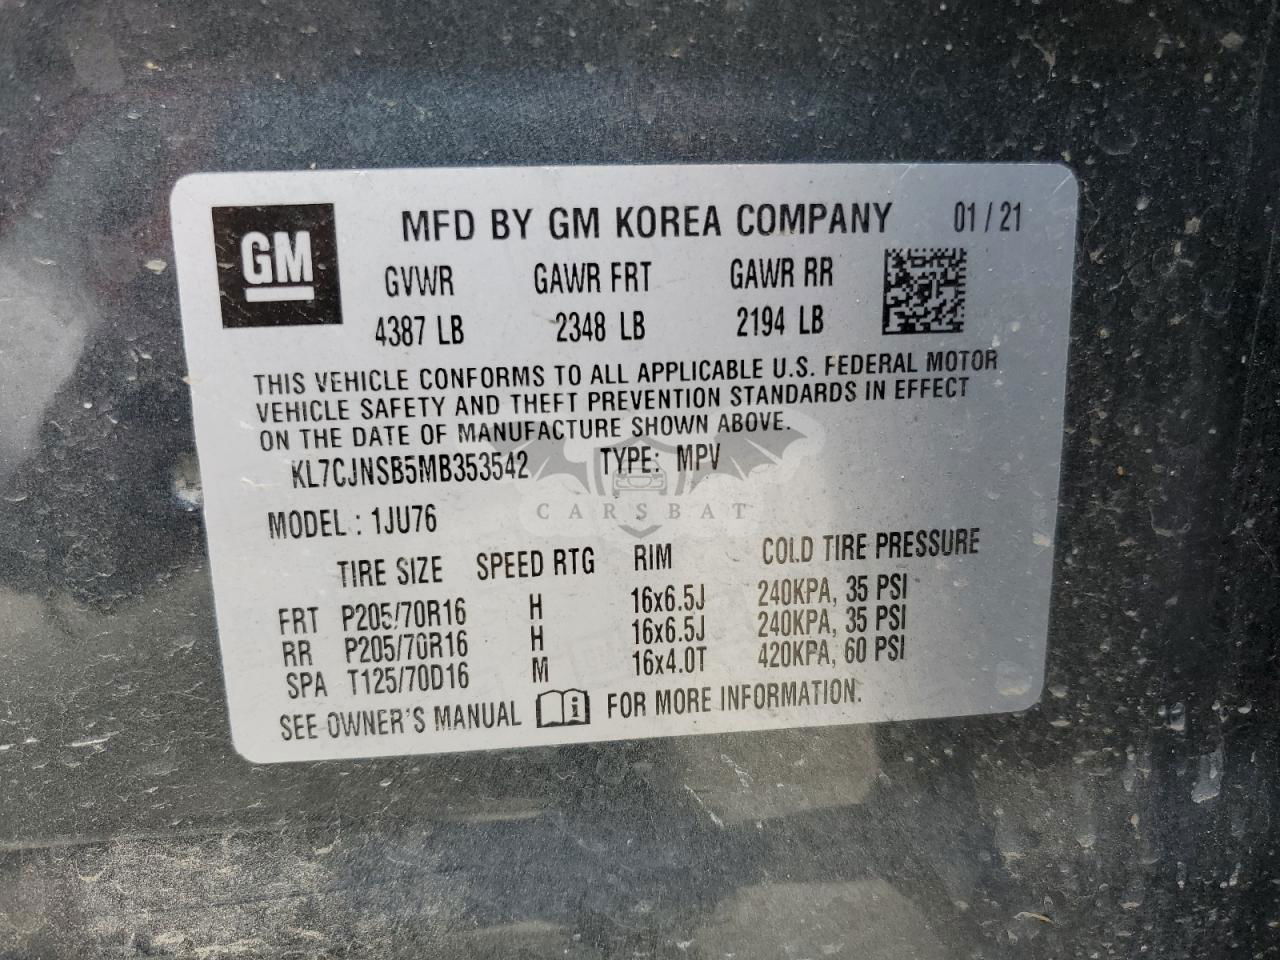 GM
MFD BY GM KOREA COMPANY 01 / 21
GVWR GAWR FRT GAWR RR
4387 LB 2348 LB 2194 LB
THIS VEHICLE CONFORMS TO ALL APPLICABLE U.S. FEDERAL MOTOR
VEHICLE SAFETY AND THEFT PREVENTION STANDARDS IN EFFECT
ON THE DATE OF MANUFACTURE SHOWN ABOVE.
KL7CJNSB5MB353542 TYPE: MPV
CARSBAT
MODEL : 1JU76
TIRE SIZE SPEED RTG RIM COLD TIRE PRESSURE
FRT P205/70R16 H 16x6.5J 240KPA, 35 PSI
RR P205/70R16 H 16x6.5J 240KPA, 35 PSI
SPA T125/70D16 M 16x4.0T 420KPA, 60 PSI
SEE OWNER'S MANUAL FOR MORE INFORMATION.